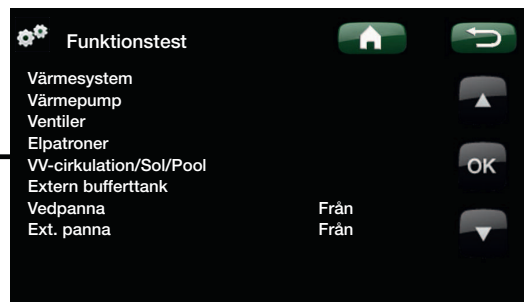 Funktionstest
Värmesystem
Värmepump
Ventiler
Elpatroner
VV-cirkulation/Sol/Pool
OK
Extern bufferttank
Vedpanna Från
Ext. panna Från